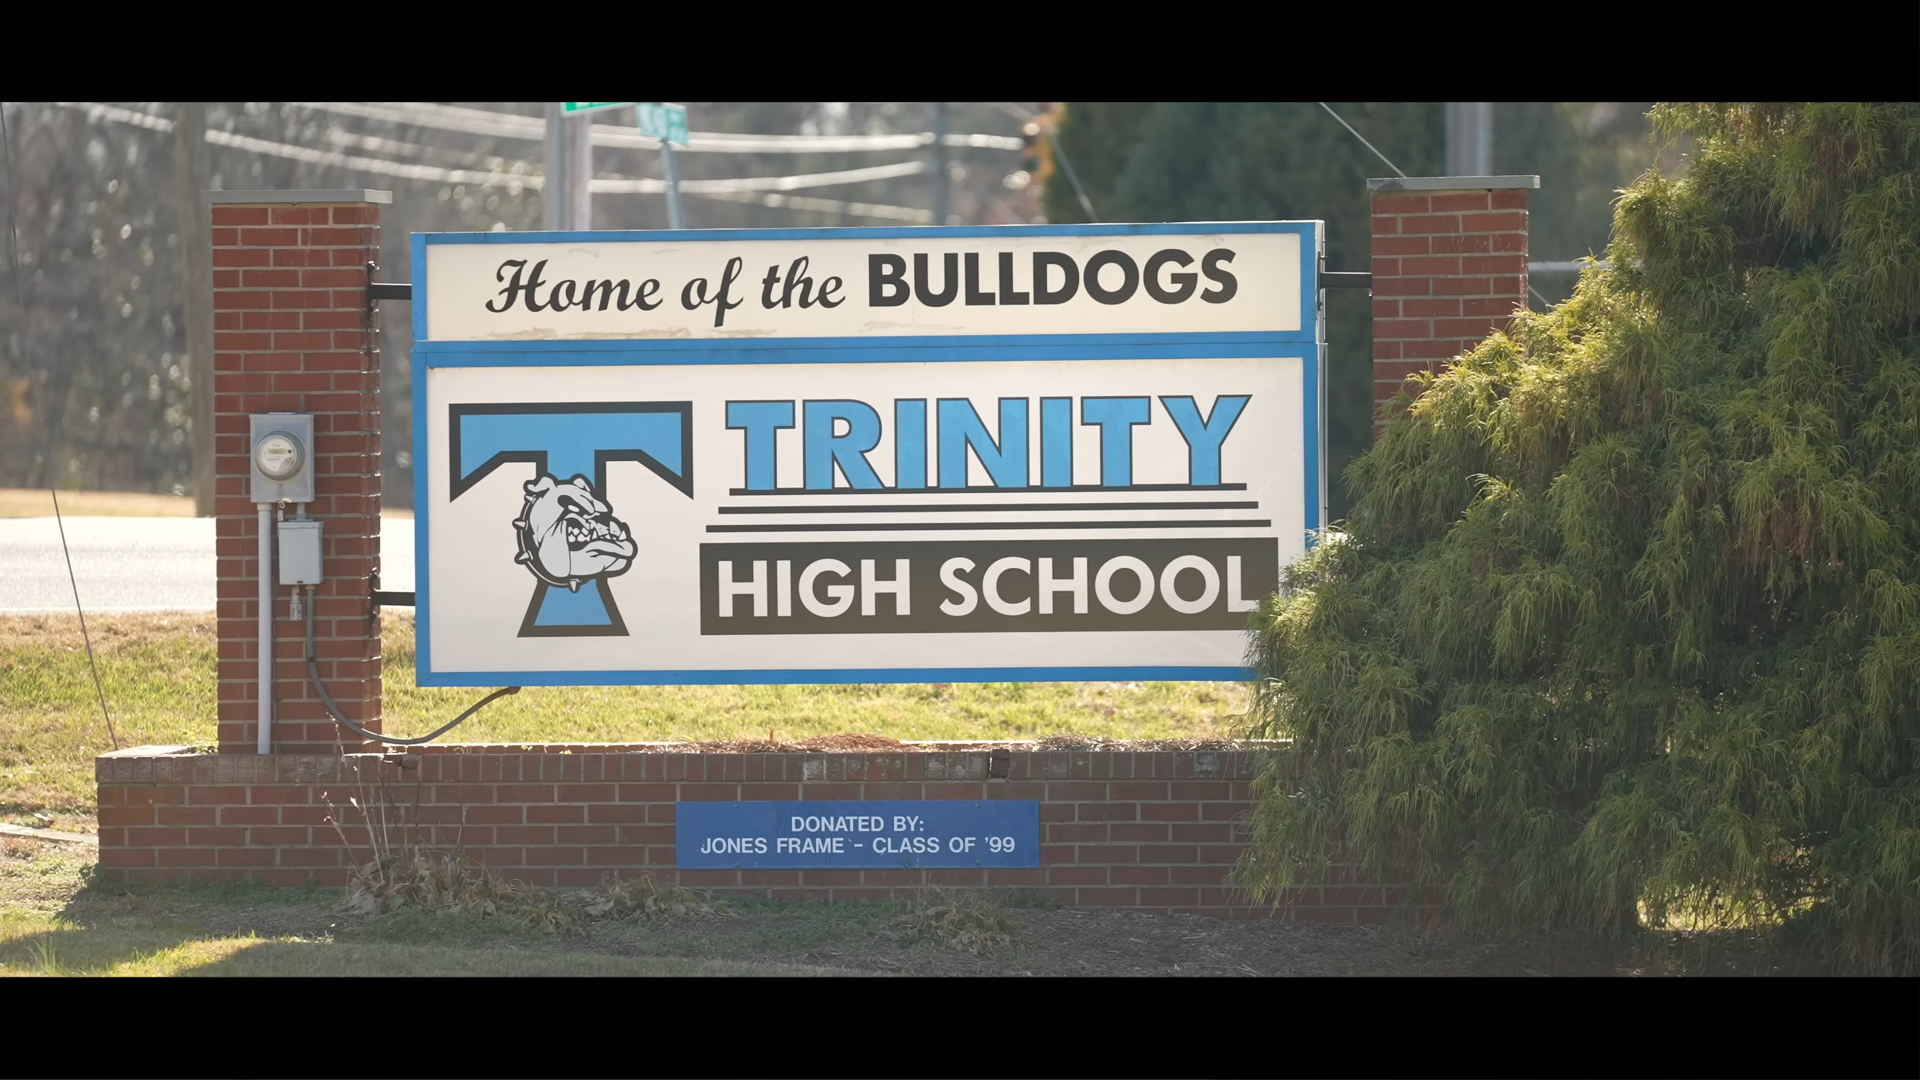 Home of the BULLDOGS
TRINITY
HIGH SCHOOL
DONATED BY:
JONES FRAME - CLASS OF '99